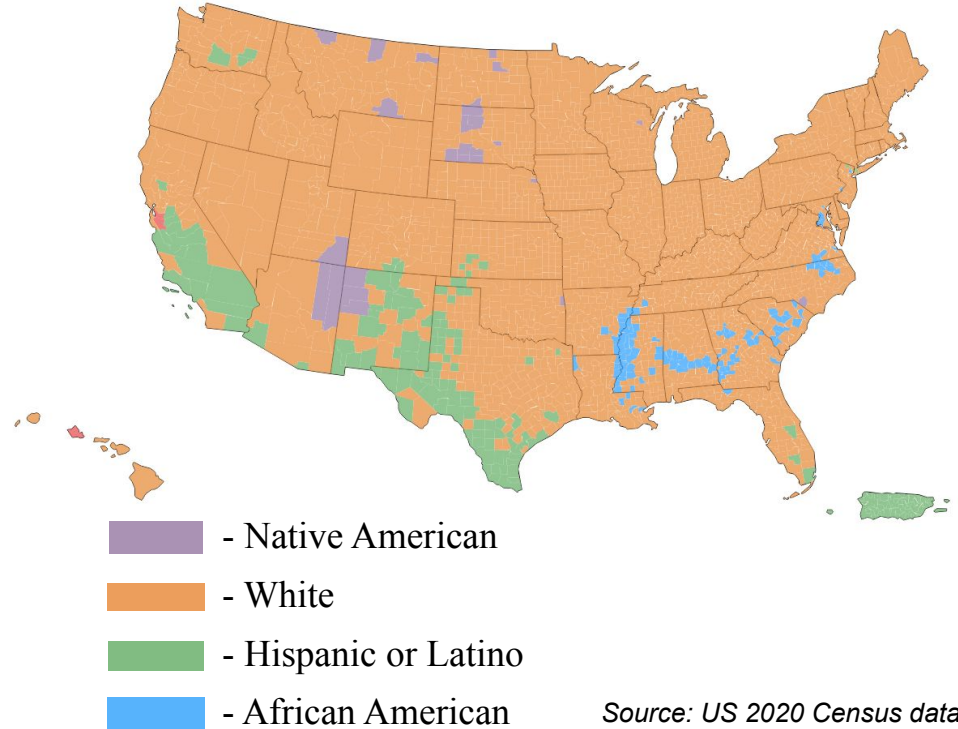 - Native American
- White
- Hispanic or Latino
- African American
Source: US 2020 Census data